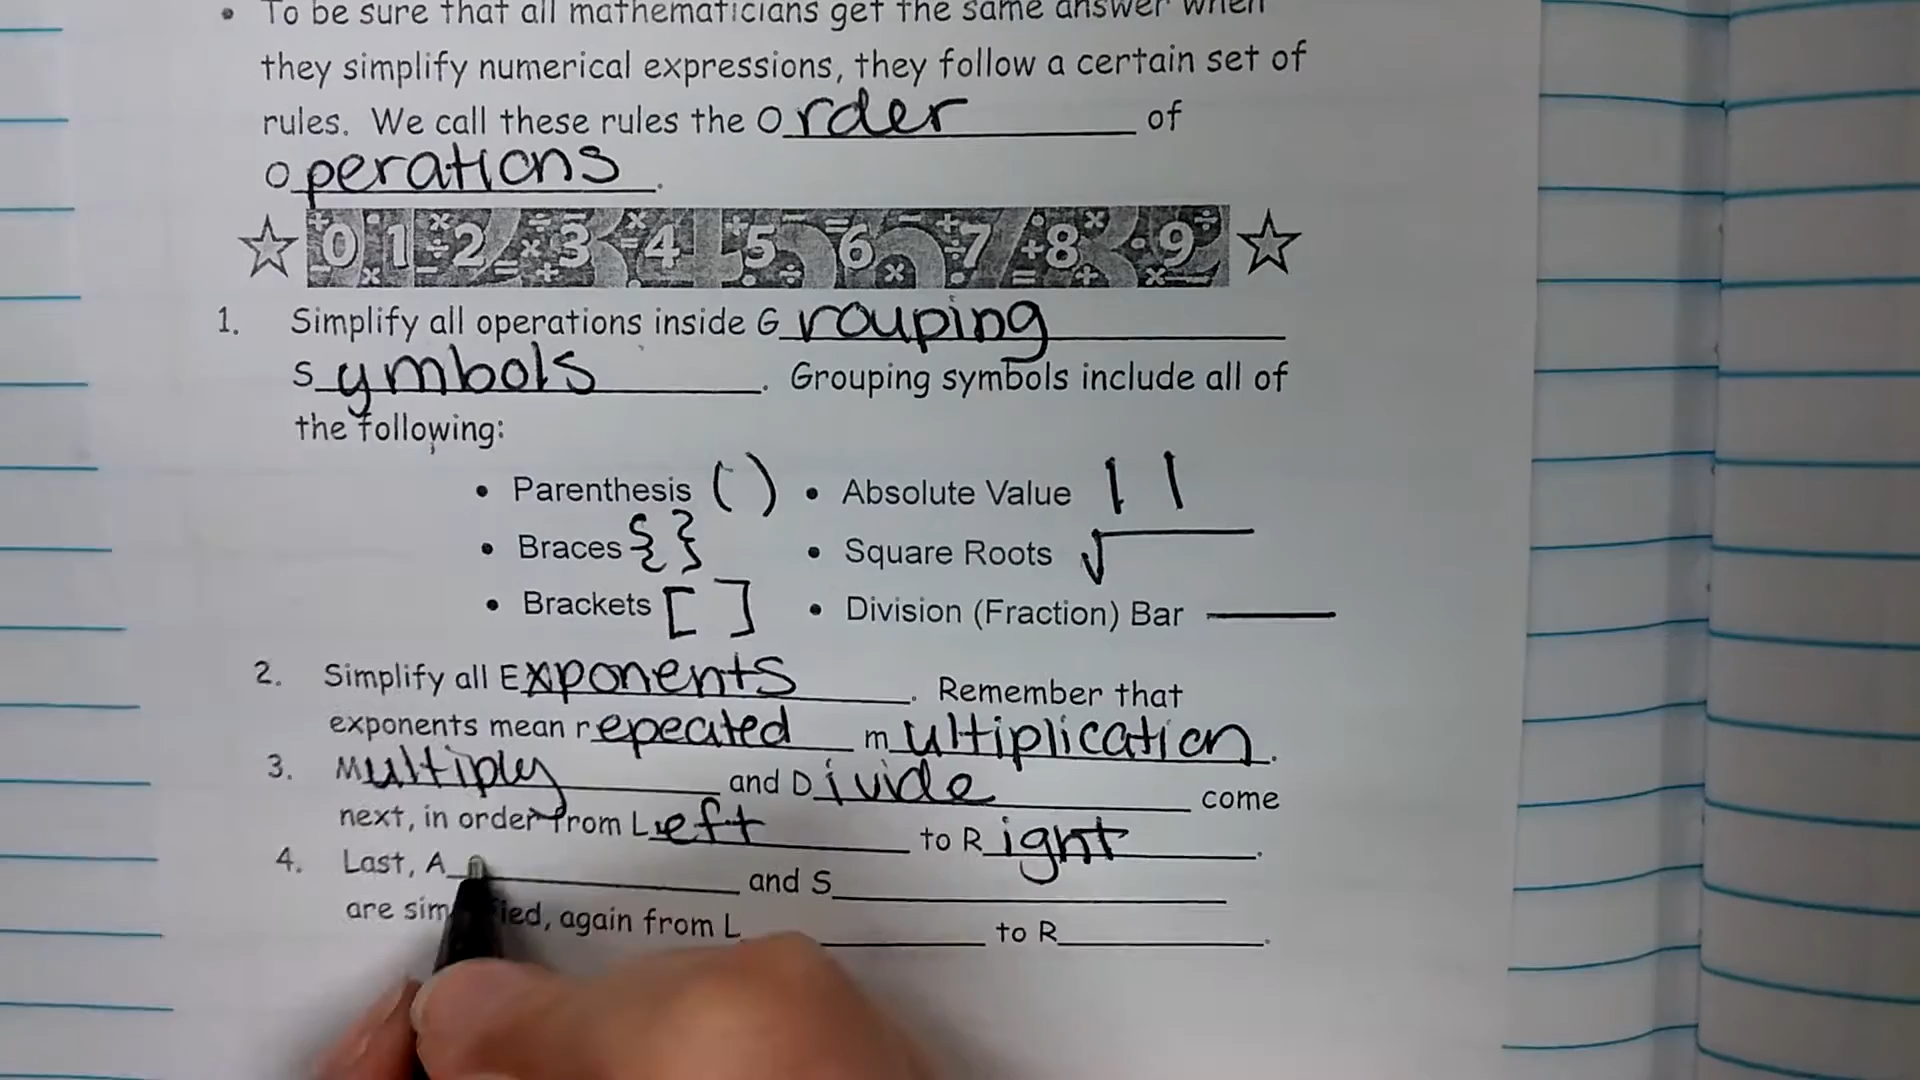 • To be sure that all mathematicians get the same answer when
they simplify numerical expressions, they follow a certain set of
rules. We call these rules the Order of
operations.
0 1 2 3 4 5 6 7 8 9
1. Simplify all operations inside Grouping
Symbols. Grouping symbols include all of
the following:
• Parenthesis ( ) • Absolute Value | |
• Braces { } • Square Roots √
• Brackets [ ] • Division (Fraction) Bar —
2. Simplify all Exponents. Remember that
exponents mean repeated multiplication.
3. Multiply and Divide come
next, in order from Left to Right.
4. Last, A and S
are, again from L to R.